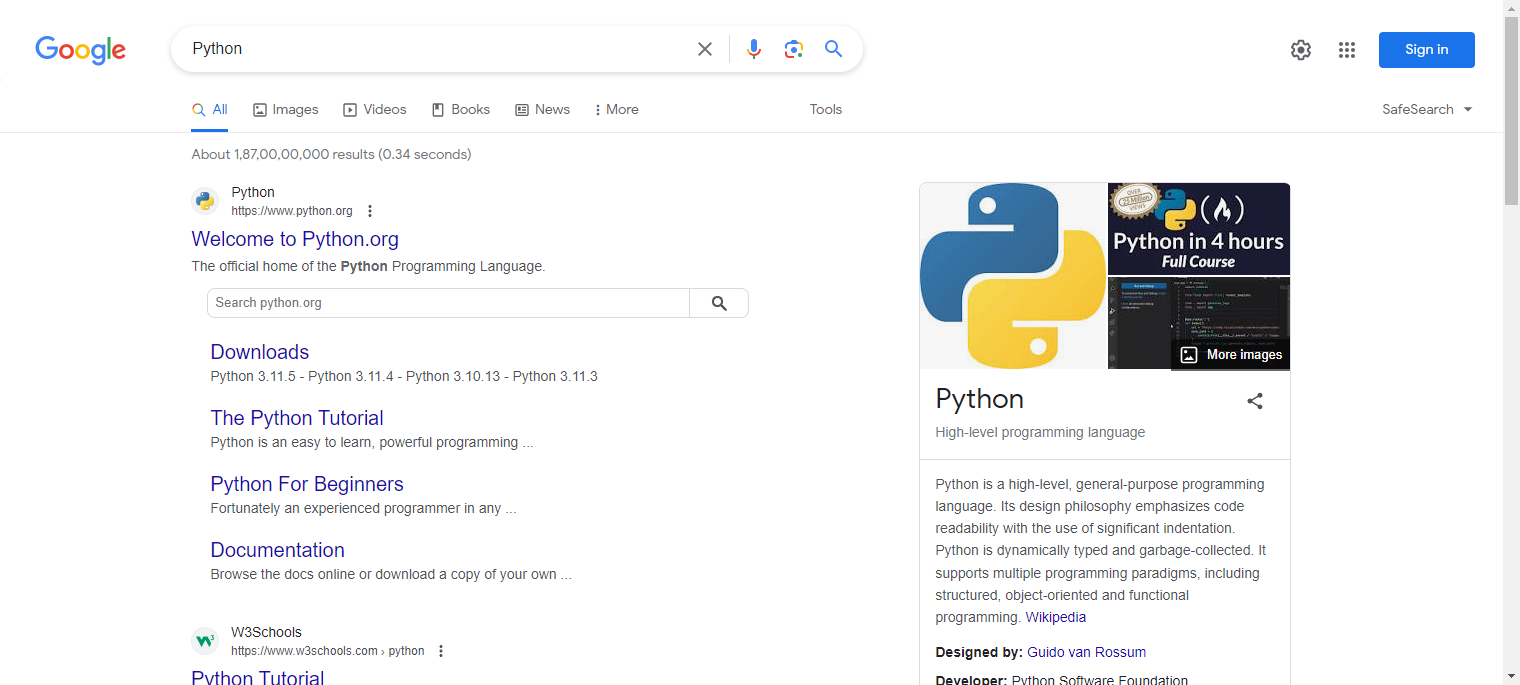 Google
Python
Sign in
All Images Videos Books News More Tools SafeSearch
About 1,87,00,00,000 results (0.34 seconds)
Python
https://www.python.org
Welcome to Python.org
The official home of the Python Programming Language.
Search python.org
Downloads
Python 3.11.5 - Python 3.11.4 - Python 3.10.13 - Python 3.11.3
The Python Tutorial
Python is an easy to learn, powerful programming ...
Python For Beginners
Fortunately an experienced programmer in any ...
Documentation
Browse the docs online or download a copy of your own ...
W3Schools
https://www.w3schools.com › python
Python Tutorial
OVER
25 Million
VIEWS
Python in 4 hours
Full Course
More images
Python
High-level programming language
Python is a high-level, general-purpose programming
language. Its design philosophy emphasizes code
readability with the use of significant indentation.
Python is dynamically typed and garbage-collected. It
supports multiple programming paradigms, including
structured, object-oriented and functional
programming. Wikipedia
Designed by: Guido van Rossum
Developer: Python Software Foundation